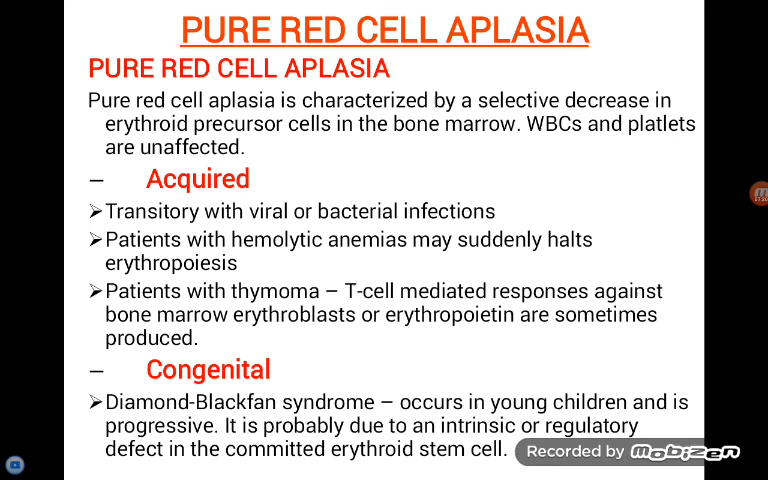 PURE RED CELL APLASIA
PURE RED CELL APLASIA
Pure red cell aplasia is characterized by a selective decrease in
erythroid precursor cells in the bone marrow. WBCs and platlets
are unaffected.
– Acquired
➢Transitory with viral or bacterial infections
➢Patients with hemolytic anemias may suddenly halts
erythropoiesis
➢Patients with thymoma – T-cell mediated responses against
bone marrow erythroblasts or erythropoietin are sometimes
produced.
– Congenital
➢Diamond-Blackfan syndrome – occurs in young children and is
progressive. It is probably due to an intrinsic or regulatory
defect in the committed erythroid stem cell.
Recorded by Mobizen